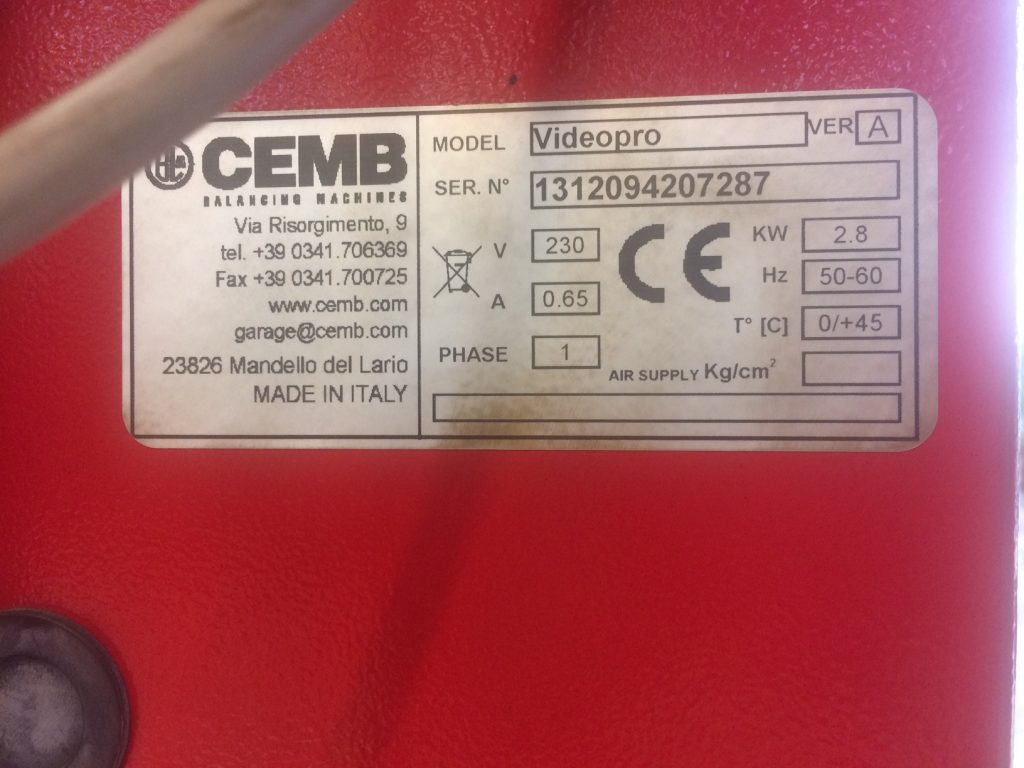 CEMB
BALANCING MACHINES
Via Risorgimento, 9
tel. +39 0341.706369
Fax +39 0341.700725
www.cemb.com
garage@cemb.com
23826 Mandello del Lario
MADE IN ITALY
MODEL Videopro VER A
SER. N° 1312094207287
V 230
A 0.65
PHASE 1
CE
KW 2.8
Hz 50-60
T° [C] 0/+45
AIR SUPPLY Kg/cm²